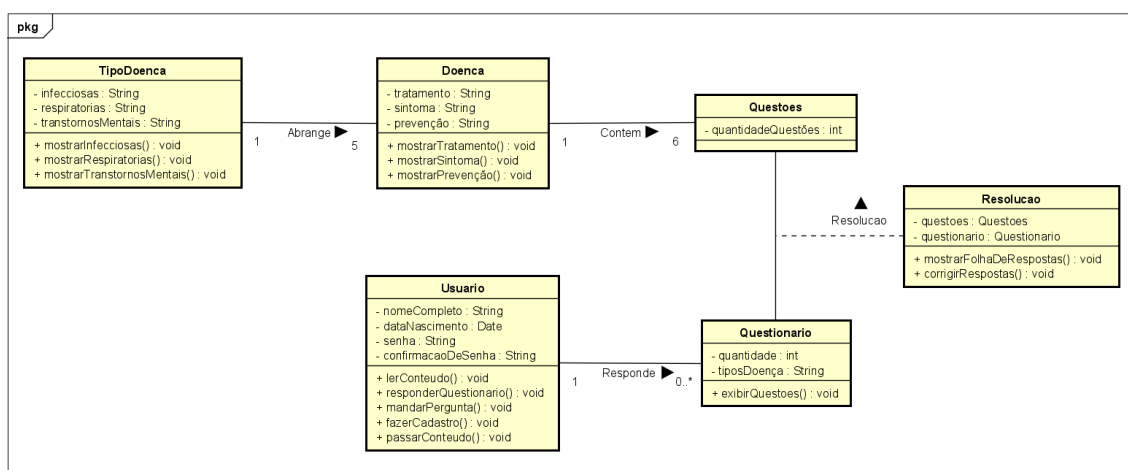 pkg
TipoDoenca
- infecciosas : String
- respiratorias : String
- transtornosMentais : String
+ mostrarInfecciosas() : void
+ mostrarRespiratorias() : void
+ mostrarTranstornosMentais() : void
Abrange
1
5
Doenca
- tratamento : String
- sintoma : String
- prevenção : String
+ mostrarTratamento() : void
+ mostrarSintoma() : void
+ mostrarPrevenção() : void
Contem
1
6
Questoes
- quantidadeQuestões : int
Resolucao
Resolucao
- questoes : Questoes
- questionario : Questionario
+ mostrarFolhaDeRespostas() : void
+ corrigirRespostas() : void
Usuário
- nomeCompleto : String
- dataNascimento : Date
- senha : String
- confirmacaoDeSenha : String
+ lerConteudo() : void
+ responderQuestionario() : void
+ mandarPergunta() : void
+ fazerCadastro() : void
+ passarConteudo() : void
Responde
1
0..*
Questionario
- quantidade : int
- tiposDoença : String
+ exibirQuestoes() : void